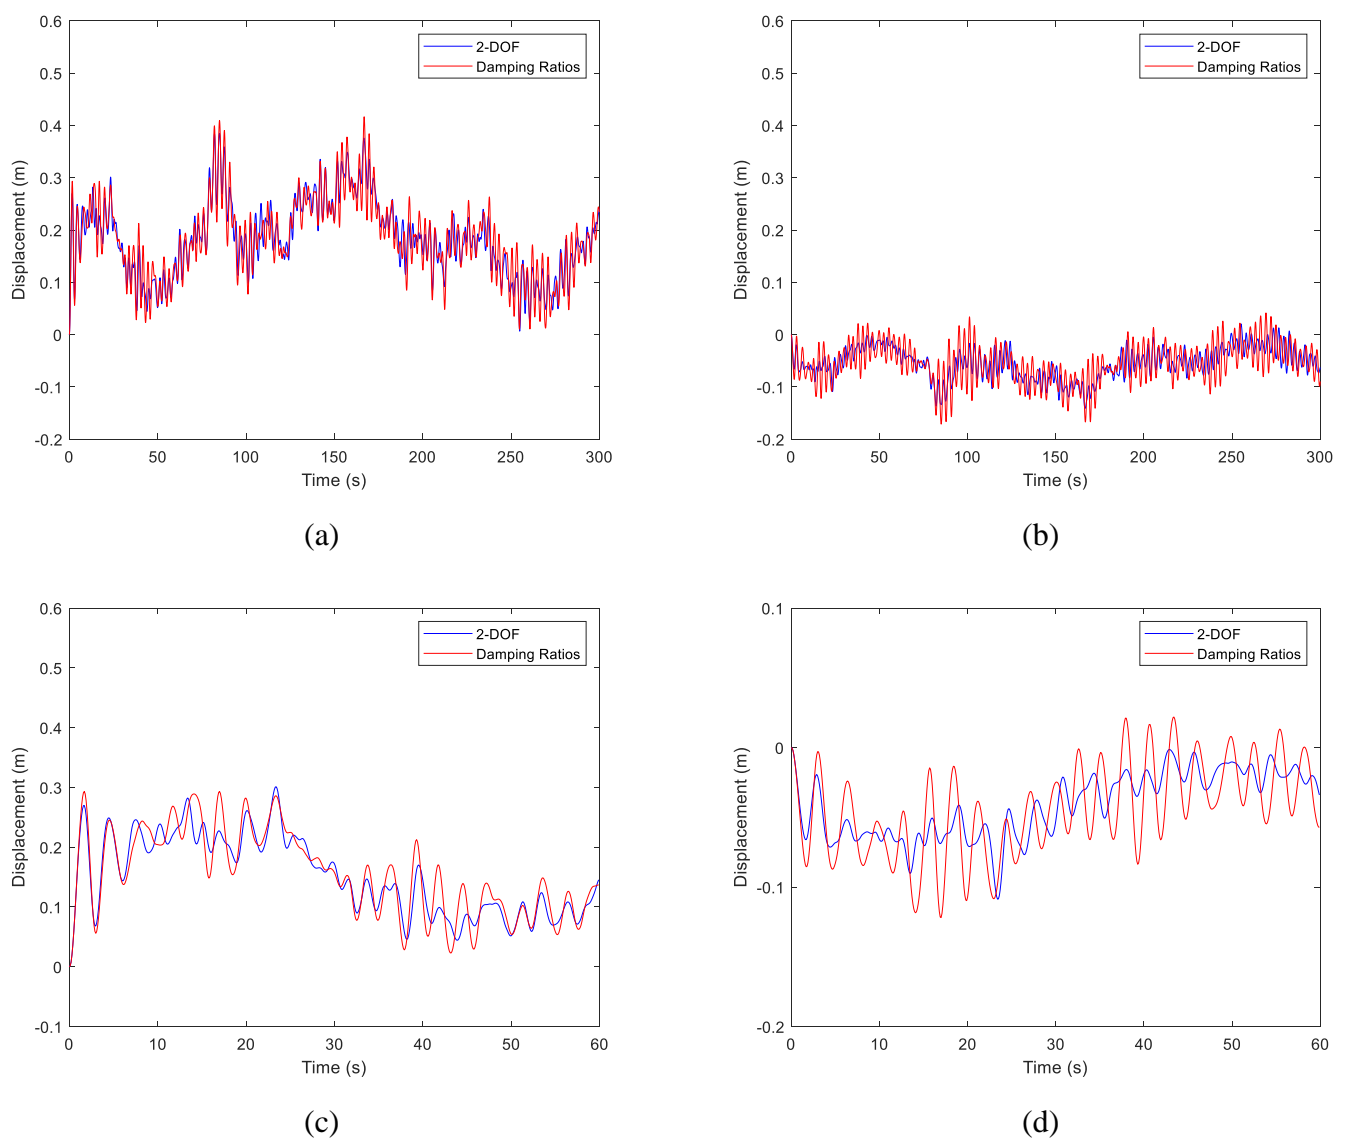 0.6
0.5
0.4
0.3
0.2
0.1
0
-0.1
-0.2
Displacement (m)
2-DOF
Damping Ratios
0 50 100 150 200 250 300
Time (s)
(a)
0.6
0.5
0.4
0.3
0.2
0.1
0
-0.1
-0.2
Displacement (m)
2-DOF
Damping Ratios
0 50 100 150 200 250 300
Time (s)
(b)
0.6
0.5
0.4
0.3
0.2
0.1
0
-0.1
Displacement (m)
2-DOF
Damping Ratios
0 10 20 30 40 50 60
Time (s)
(c)
0.1
0
-0.1
-0.2
Displacement (m)
2-DOF
Damping Ratios
0 10 20 30 40 50 60
Time (s)
(d)